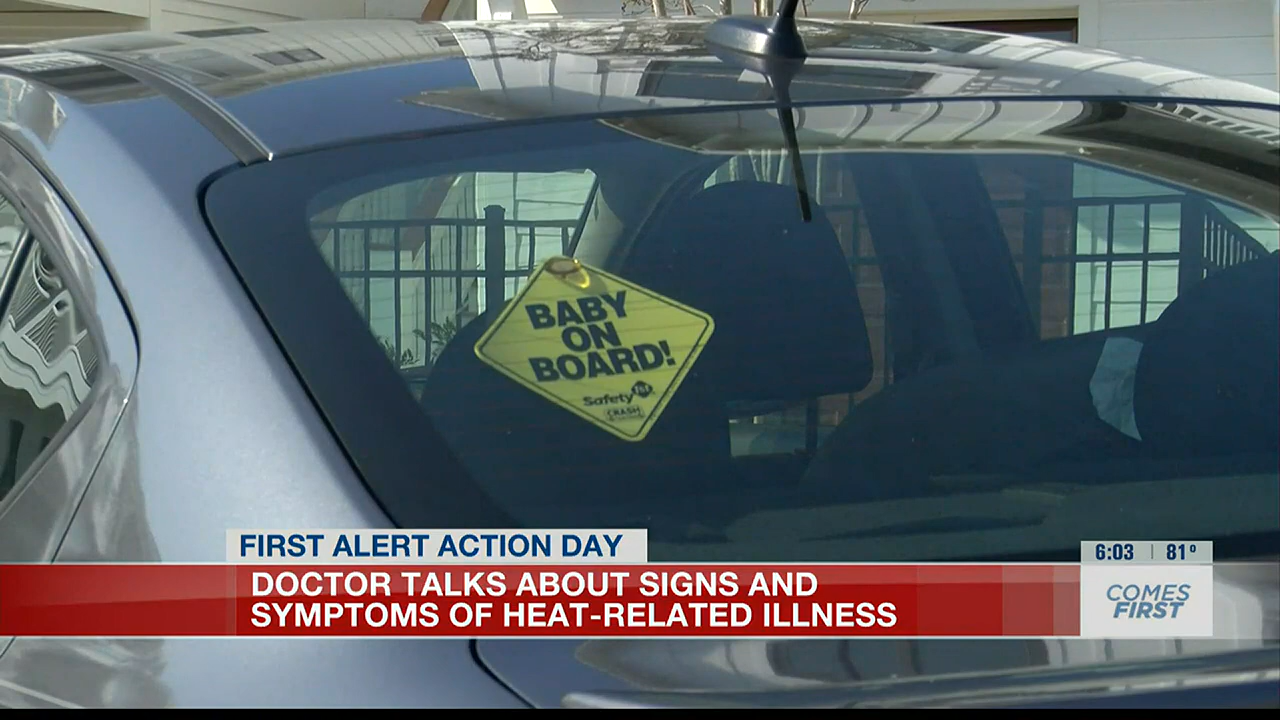 BABY
ON
BOARD!
Safety 1st
CRASH
FIRST ALERT ACTION DAY
DOCTOR TALKS ABOUT SIGNS AND
SYMPTOMS OF HEAT-RELATED ILLNESS
6:03 81°
COMES
FIRST